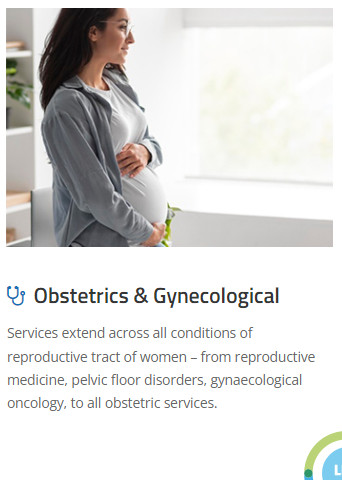 Obstetrics & Gynecological
Services extend across all conditions of
reproductive tract of women – from reproductive
medicine, pelvic floor disorders, gynaecological
oncology, to all obstetric services.